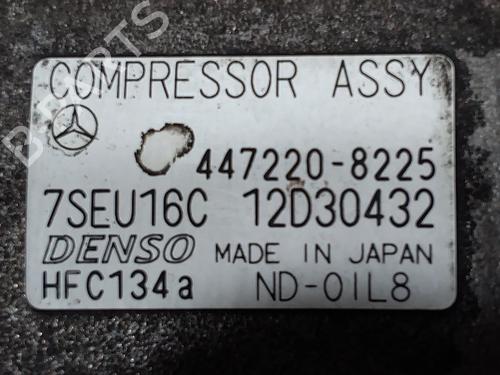 COMPRESSOR ASSY
447220-8225
7SEU16C 12D30432
DENSO MADE IN JAPAN
HFC134a ND-OIL8